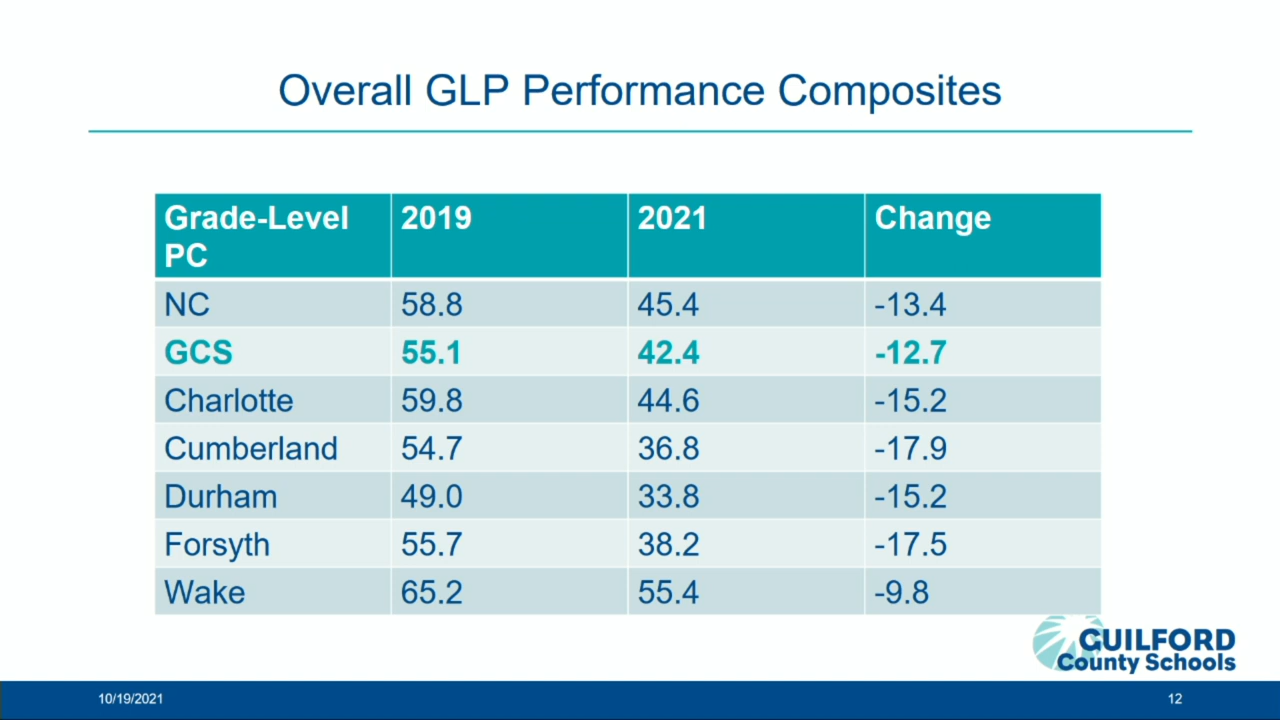 Overall GLP Performance Composites
Grade-Level PC 2019 2021 Change
NC 58.8 45.4 -13.4
GCS 55.1 42.4 -12.7
Charlotte 59.8 44.6 -15.2
Cumberland 54.7 36.8 -17.9
Durham 49.0 33.8 -15.2
Forsyth 55.7 38.2 -17.5
Wake 65.2 55.4 -9.8
GUILFORD
County Schools
10/19/2021 12